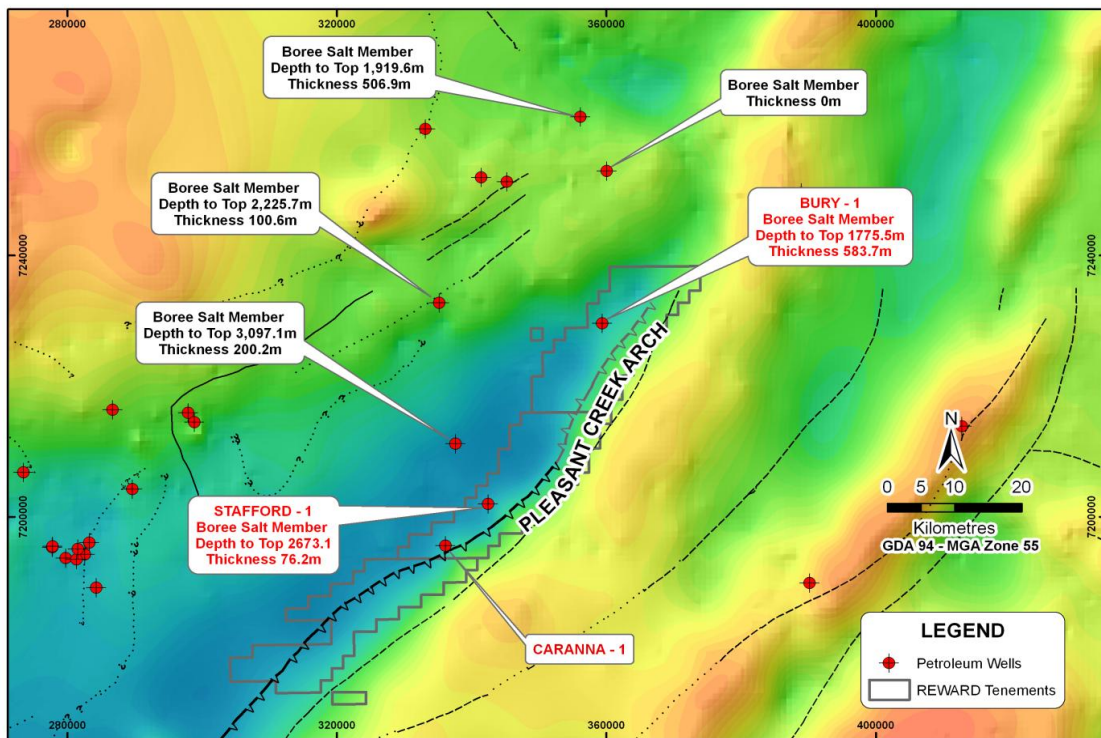 280000
320000
360000
400000
Boree Salt Member
Depth to Top 1,919.6m
Thickness 506.9m
Boree Salt Member
Thickness 0m
Boree Salt Member
Depth to Top 2,225.7m
Thickness 100.6m
BURY - 1
Boree Salt Member
Depth to Top 1775.5m
Thickness 583.7m
7240000
7240000
Boree Salt Member
Depth to Top 3,097.1m
Thickness 200.2m
PLEASANT CREEK ARCH
N
STAFFORD - 1
Boree Salt Member
Depth to Top 2673.1
Thickness 76.2m
0 5 10 20
Kilometres
GDA 94 - MGA Zone 55
7200000
7200000
CARANNA - 1
LEGEND
Petroleum Wells
REWARD Tenements
280000
320000
360000
400000